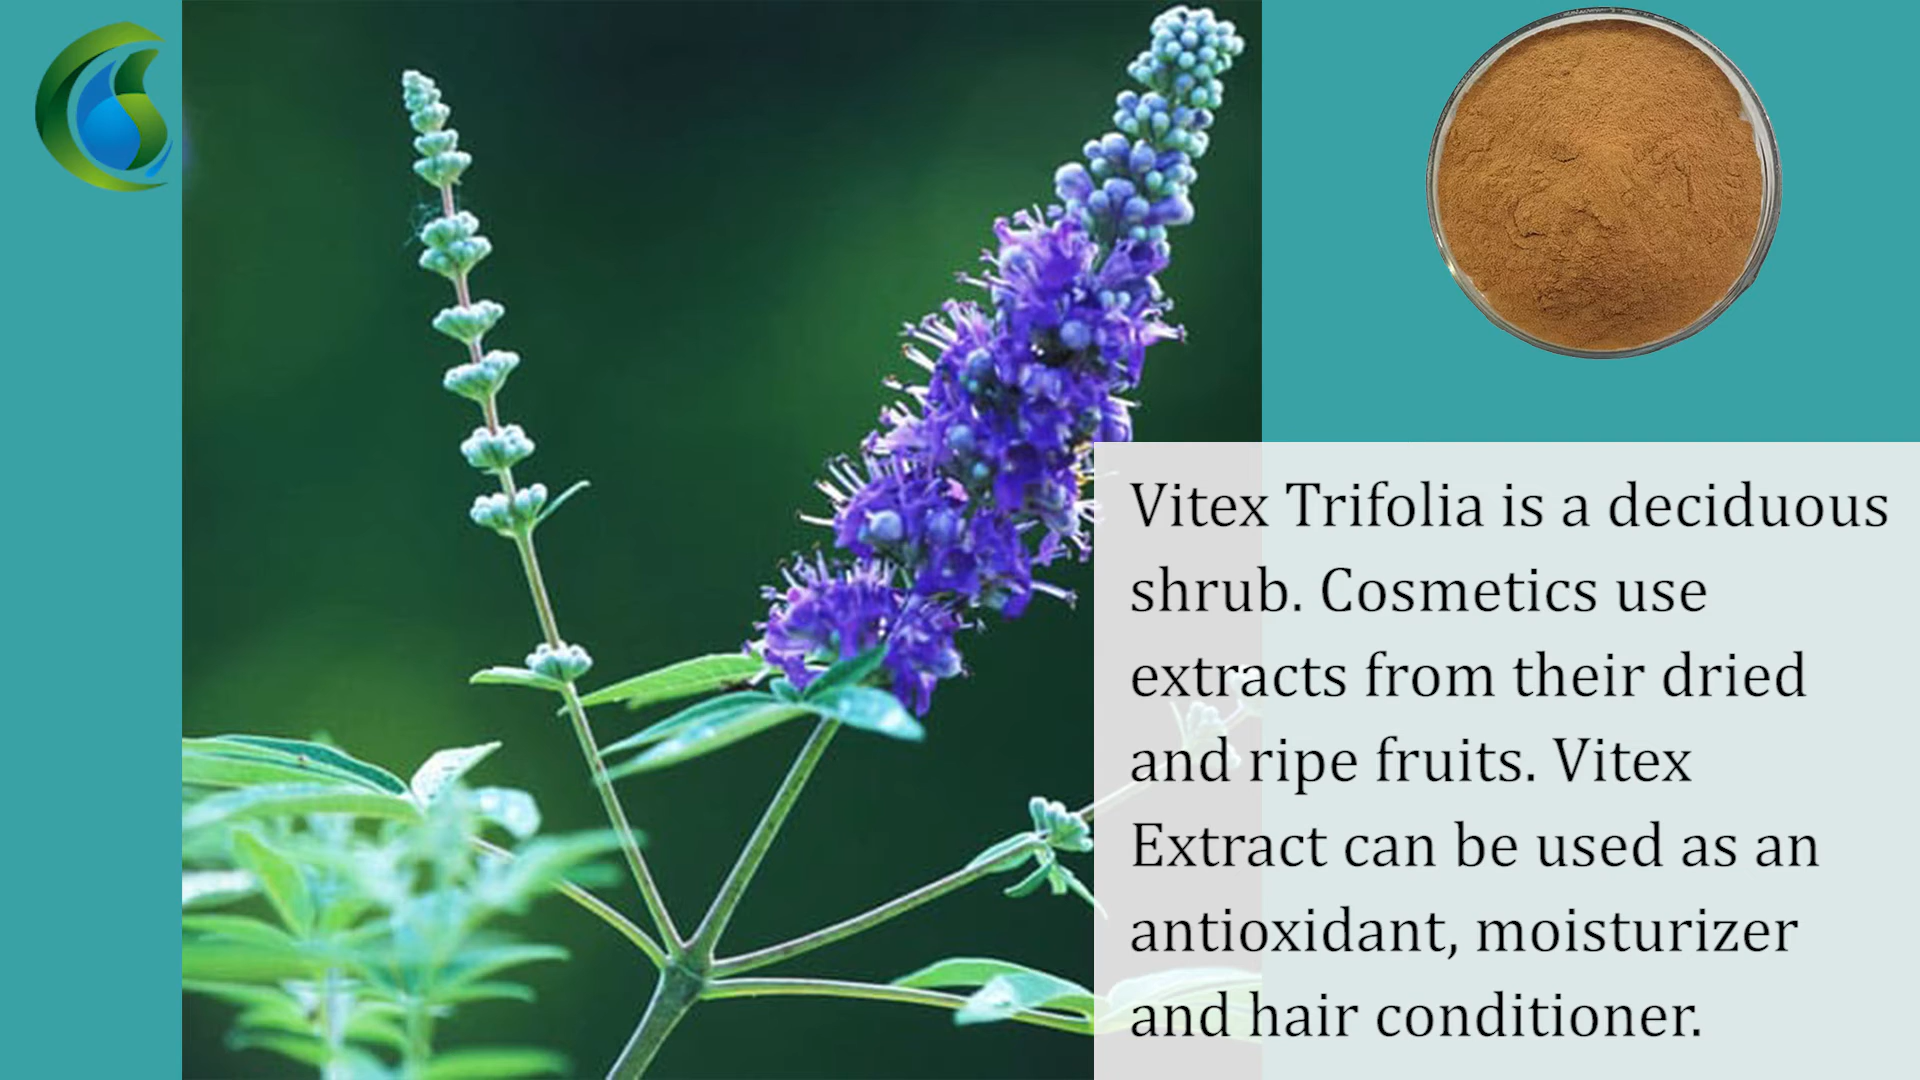 Vitex Trifolia is a deciduous
shrub. Cosmetics use
extracts from their dried
and ripe fruits. Vitex
Extract can be used as an
antioxidant, moisturizer
and hair conditioner.